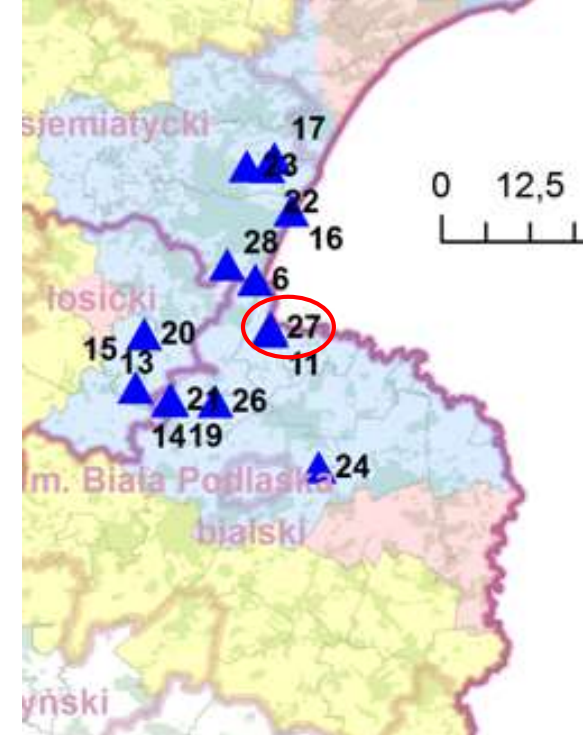 siemiatycki
17
23
0 12,5
22
16
28
6
łosicki
27
15 20
13 11
21 26
14 19
24
m. Biała Podlaska
bialski
yński